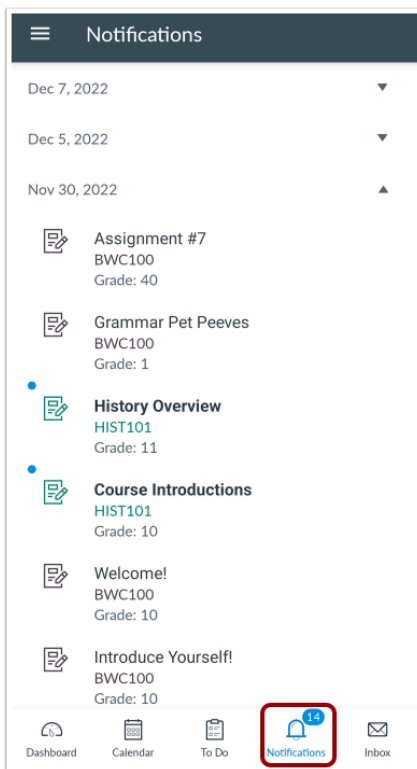 Notifications
Dec 7, 2022
Dec 5, 2022
Nov 30, 2022
Assignment #7
BWC100
Grade: 40
Grammar Pet Peeves
BWC100
Grade: 1
History Overview
HIST101
Grade: 11
Course Introductions
HIST101
Grade: 10
Welcome!
BWC100
Grade: 10
Introduce Yourself!
BWC100
Grade: 10
14
Dashboard Calendar To Do Notifications Inbox